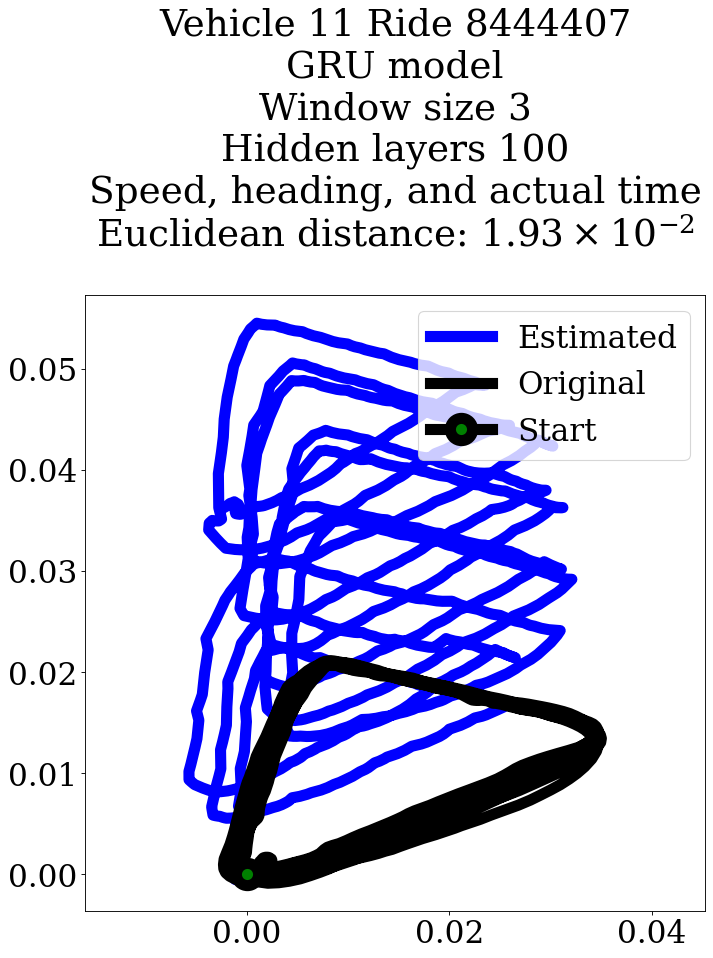 Vehicle 11 Ride 8444407
GRU model
Window size 3
Hidden layers 100
Speed, heading, and actual time
Euclidean distance: 1.93 × 10⁻²
Estimated
Original
Start
0.05
0.04
0.03
0.02
0.01
0.00
0.00 0.02 0.04